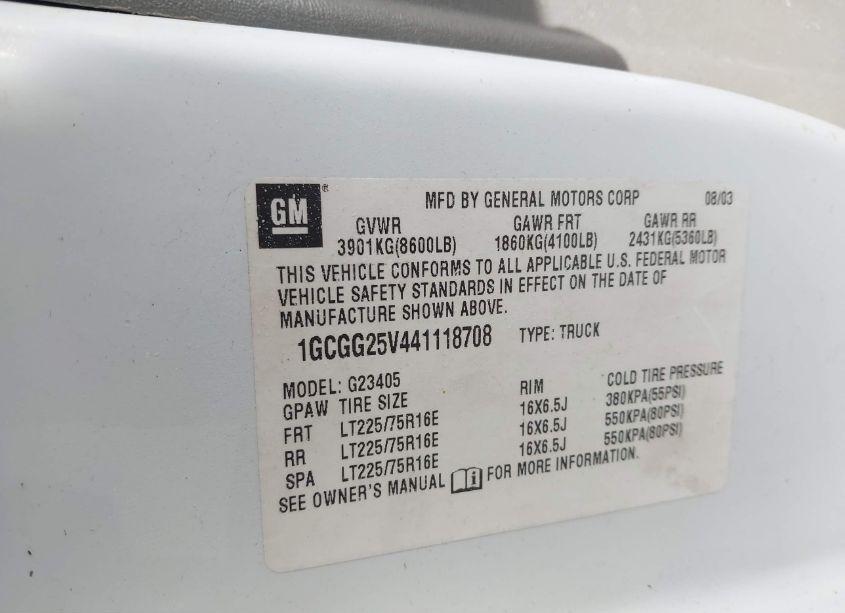 GM ®
MFD BY GENERAL MOTORS CORP 08/03
GVWR GAWR FRT GAWR RR
3901KG(8600LB) 1860KG(4100LB) 2431KG(5360LB)
THIS VEHICLE CONFORMS TO ALL APPLICABLE U.S. FEDERAL MOTOR
VEHICLE SAFETY STANDARDS IN EFFECT ON THE DATE OF
MANUFACTURE SHOWN ABOVE.
1GCGG25V441118708 TYPE: TRUCK
MODEL: G23405
GPAW TIRE SIZE RIM COLD TIRE PRESSURE
FRT LT225/75R16E 16X6.5J 380KPA(55PSI)
RR LT225/75R16E 16X6.5J 550KPA(80PSI)
SPA LT225/75R16E 16X6.5J 550KPA(80PSI)
SEE OWNER'S MANUAL FOR MORE INFORMATION.